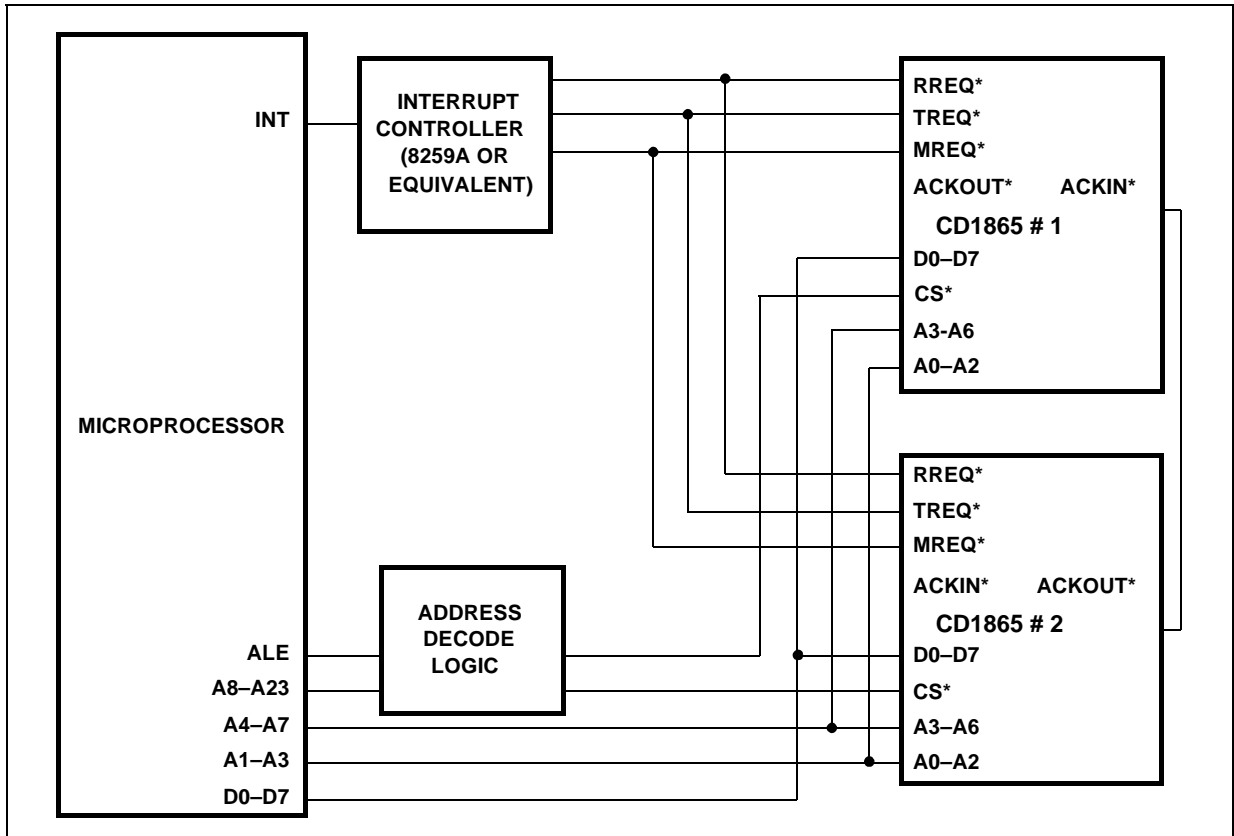 INT
MICROPROCESSOR
ALE
A8–A23
A4–A7
A1–A3
D0–D7
INTERRUPT
CONTROLLER
(8259A OR
EQUIVALENT)
ADDRESS
DECODE
LOGIC
RREQ*
TREQ*
MREQ*
ACKOUT* ACKIN*
CD1865 # 1
D0–D7
CS*
A3-A6
A0–A2
RREQ*
TREQ*
MREQ*
ACKIN* ACKOUT*
CD1865 # 2
D0–D7
CS*
A3–A6
A0–A2